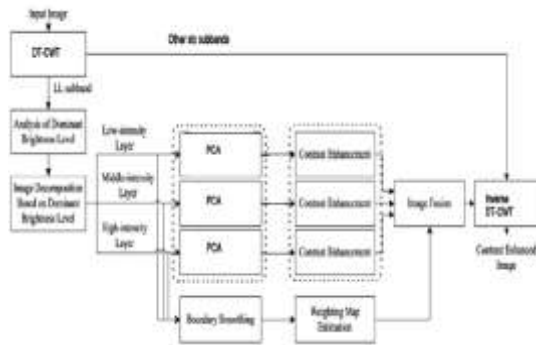 Input Image
DT-CWT
Other six subbands
LL subband
Analysis of Dominant
Brightness Level
Low-intensity
Layer
PCA
Contrast Enhancement
Image Decomposition
Based on Dominant
Brightness Level
Middle-intensity
Layer
PCA
Contrast Enhancement
Image Fusion
Inverse
DT-CWT
High-intensity
Layer
PCA
Contrast Enhancement
Contrast Enhanced
Image
Boundary Smoothing
Weighting Map
Estimation